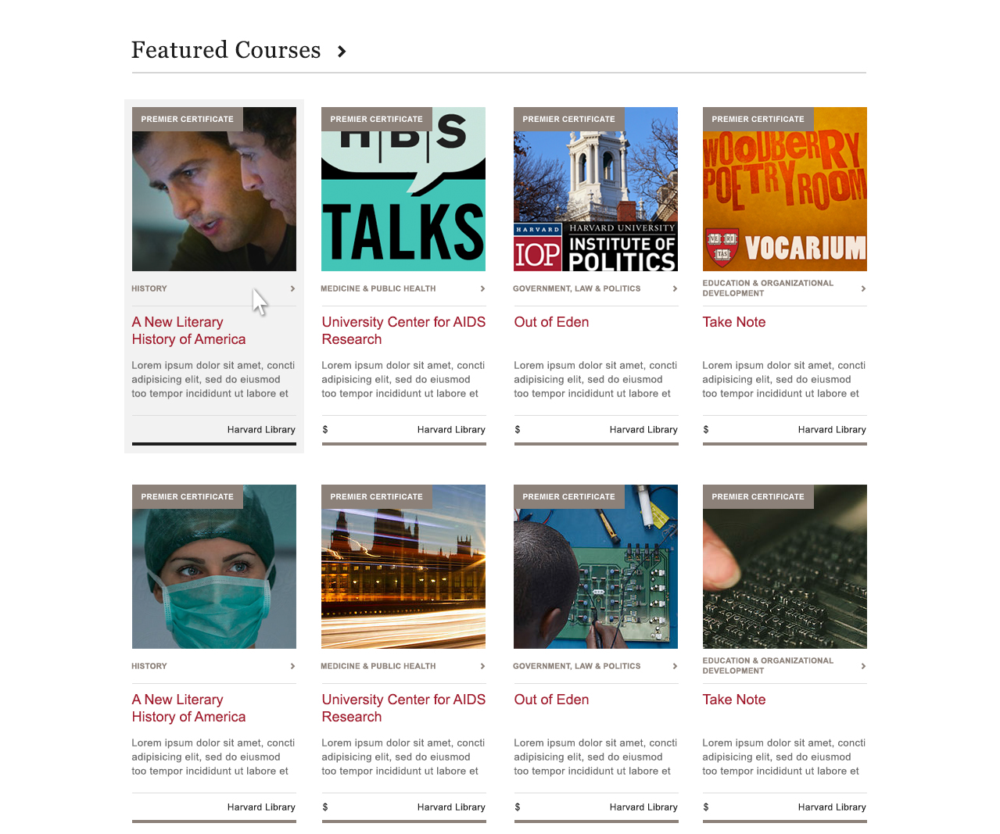 Featured Courses
PREMIER CERTIFICATE
HBS
TALKS
HISTORY
A New Literary
History of America
Lorem ipsum dolor sit amet, concti
adipisicing elit, sed do eiusmod
too tempor incididunt ut labore et
Harvard Library
PREMIER CERTIFICATE
MEDICINE & PUBLIC HEALTH
University Center for AIDS
Research
Lorem ipsum dolor sit amet, concti
adipisicing elit, sed do eiusmod
too tempor incididunt ut labore et
$ Harvard Library
PREMIER CERTIFICATE
HARVARD
IOP
HARVARD UNIVERSITY
INSTITUTE OF
POLITICS
GOVERNMENT, LAW & POLITICS
Out of Eden
Lorem ipsum dolor sit amet, concti
adipisicing elit, sed do eiusmod
too tempor incididunt ut labore et
$ Harvard Library
PREMIER CERTIFICATE
WOODBERRY
POETRY ROOM
VE RI
TAS
VOCARIUM
EDUCATION & ORGANIZATIONAL
DEVELOPMENT
Take Note
Lorem ipsum dolor sit amet, concti
adipisicing elit, sed do eiusmod
too tempor incididunt ut labore et
$ Harvard Library
PREMIER CERTIFICATE
HISTORY
A New Literary
History of America
Lorem ipsum dolor sit amet, concti
adipisicing elit, sed do eiusmod
too tempor incididunt ut labore et
Harvard Library
PREMIER CERTIFICATE
MEDICINE & PUBLIC HEALTH
University Center for AIDS
Research
Lorem ipsum dolor sit amet, concti
adipisicing elit, sed do eiusmod
too tempor incididunt ut labore et
$ Harvard Library
PREMIER CERTIFICATE
GOVERNMENT, LAW & POLITICS
Out of Eden
Lorem ipsum dolor sit amet, concti
adipisicing elit, sed do eiusmod
too tempor incididunt ut labore et
$ Harvard Library
PREMIER CERTIFICATE
EDUCATION & ORGANIZATIONAL
DEVELOPMENT
Take Note
Lorem ipsum dolor sit amet, concti
adipisicing elit, sed do eiusmod
too tempor incididunt ut labore et
$ Harvard Library